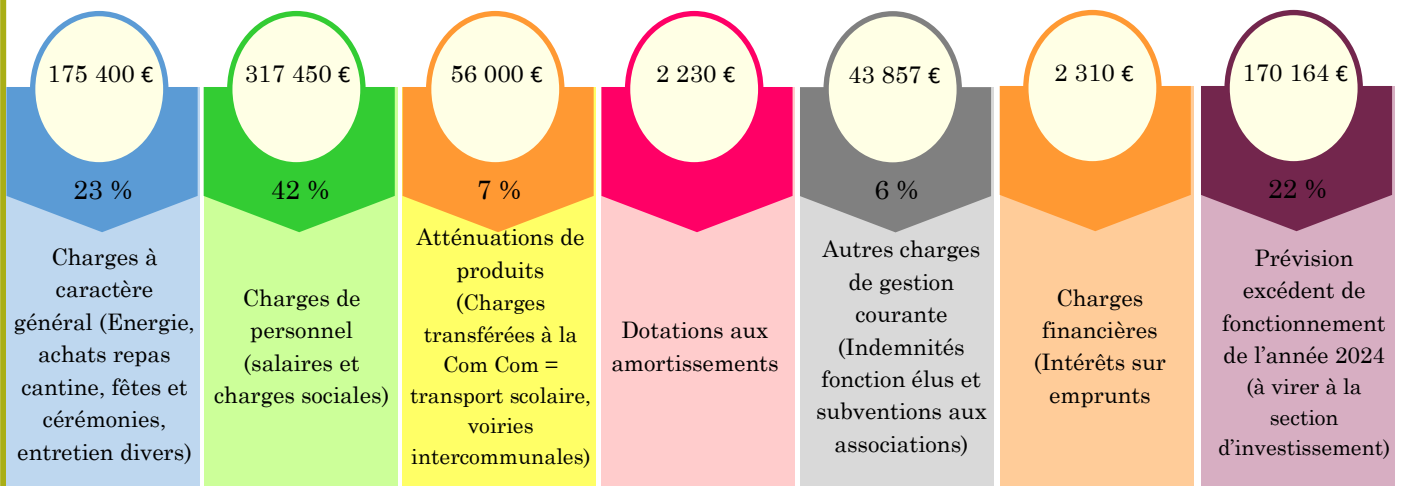 175 400 €
23 %
Charges à
caractère
général (Energie,
achats repas
cantine, fêtes et
cérémonies,
entretien divers)
317 450 €
42 %
Charges de
personnel
(salaires et
charges sociales)
56 000 €
7 %
Atténuations de
produits
(Charges
transférées à la
Com Com =
transport scolaire,
voiries
intercommunales)
2 230 €
Dotations aux
amortissements
43 857 €
6 %
Autres charges
de gestion
courante
(Indemnités
fonction élus et
subventions aux
associations)
2 310 €
Charges
financières
(Intérêts sur
emprunts
170 164 €
22 %
Prévision
excédent de
fonctionnement
de l’année 2024
(à virer à la
section
d’investissement)